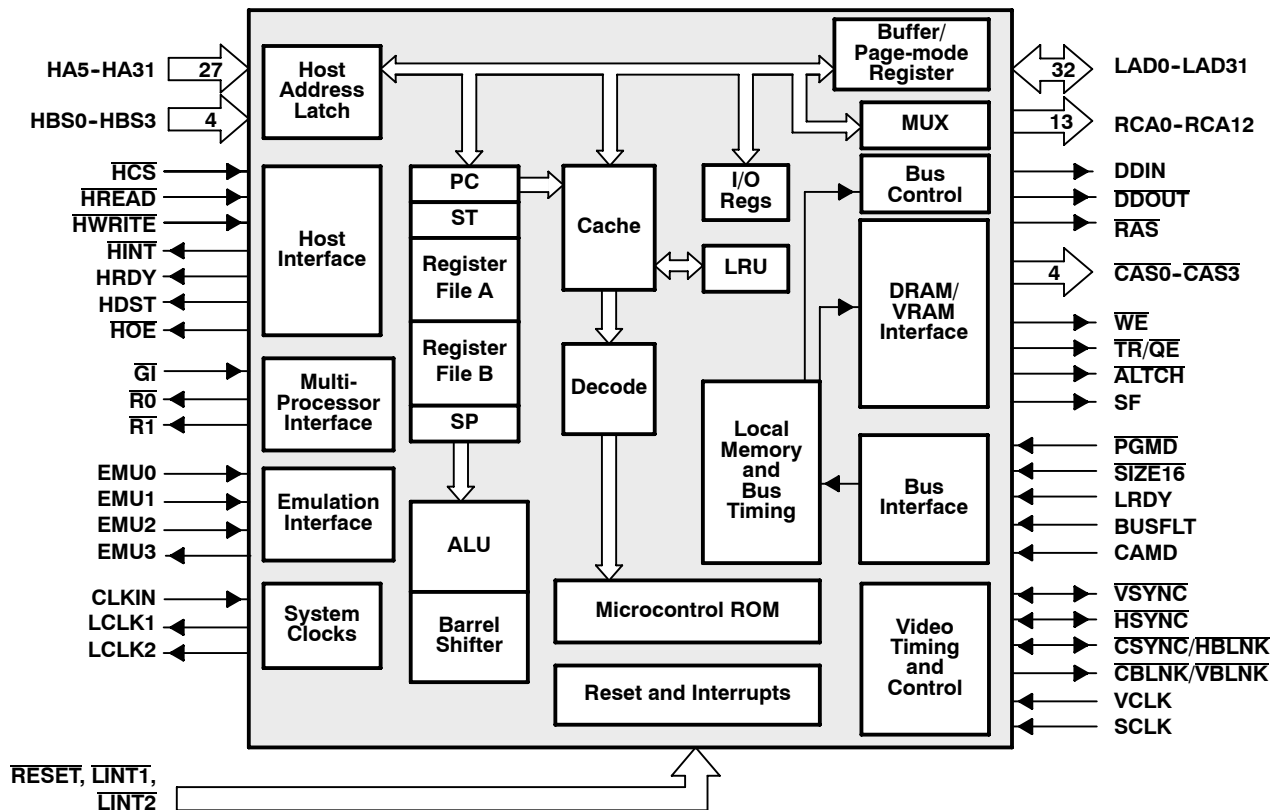 HA5-HA31
27
HBS0-HBS3
4
HCS
HREAD
HWRITE
HINT
HRDY
HDST
HOE
GI
R0
R1
EMU0
EMU1
EMU2
EMU3
CLKIN
LCLK1
LCLK2
RESET, LINT1,
LINT2
Host
Address
Latch
Host
Interface
Multi-
Processor
Interface
Emulation
Interface
System
Clocks
PC
ST
Register
File A
Register
File B
SP
ALU
Barrel
Shifter
Cache
Decode
Microcontrol ROM
Reset and Interrupts
I/O
Regs
LRU
Local
Memory
and
Bus
Timing
Buffer/
Page-mode
Register
MUX
Bus
Control
DRAM/
VRAM
Interface
Bus
Interface
Video
Timing
and
Control
32
LAD0-LAD31
13
RCA0-RCA12
DDIN
DDOUT
RAS
4
CAS0-CAS3
WE
TR/QE
ALTCH
SF
PGMD
SIZE16
LRDY
BUSFLT
CAMD
VSYNC
HSYNC
CSYNC/HBLNK
CBLNK/VBLNK
VCLK
SCLK